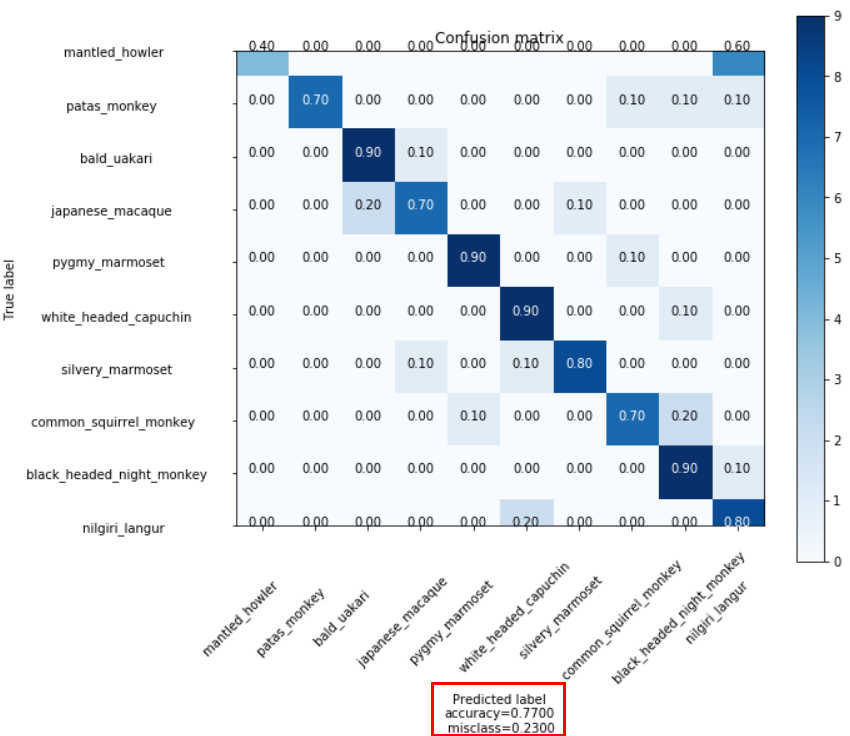 Confusion matrix
mantled_howler 0.40 0.00 0.00 0.00 0.00 0.00 0.00 0.00 0.00 0.60
patas_monkey 0.00 0.70 0.00 0.00 0.00 0.00 0.00 0.10 0.10 0.10
bald_uakari 0.00 0.00 0.90 0.10 0.00 0.00 0.00 0.00 0.00 0.00
japanese_macaque 0.00 0.00 0.20 0.70 0.00 0.00 0.10 0.00 0.00 0.00
pygmy_marmoset 0.00 0.00 0.00 0.00 0.90 0.00 0.00 0.10 0.00 0.00
white_headed_capuchin 0.00 0.00 0.00 0.00 0.00 0.90 0.00 0.00 0.10 0.00
silvery_marmoset 0.00 0.00 0.00 0.10 0.00 0.10 0.80 0.00 0.00 0.00
common_squirrel_monkey 0.00 0.00 0.00 0.00 0.10 0.00 0.00 0.70 0.20 0.00
black_headed_night_monkey 0.00 0.00 0.00 0.00 0.00 0.00 0.00 0.00 0.90 0.10
nilgiri_langur 0.00 0.00 0.00 0.00 0.00 0.20 0.00 0.00 0.00 0.80
True label
mantled_howler
patas_monkey
bald_uakari
japanese_macaque
pygmy_marmoset
white_headed_capuchin
silvery_marmoset
common_squirrel_monkey
black_headed_night_monkey
nilgiri_langur
Predicted label
accuracy=0.7700
misclass=0.2300
9
8
7
6
5
4
3
2
1
0